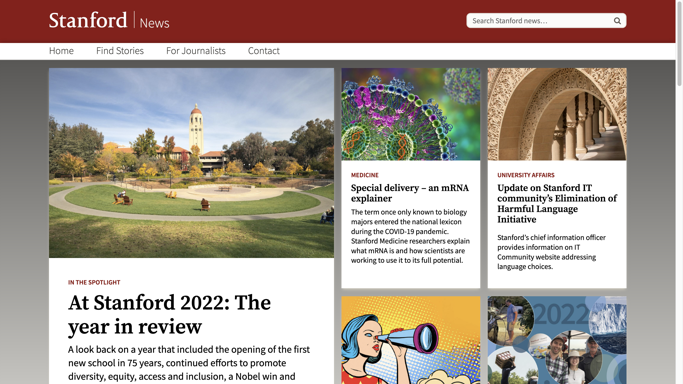 Stanford News
Search Stanford news...
Home Find Stories For Journalists Contact
IN THE SPOTLIGHT
At Stanford 2022: The
year in review
A look back on a year that included the opening of the first
new school in 75 years, continued efforts to promote
diversity, equity, access and inclusion, a Nobel win and
MEDICINE
Special delivery – an mRNA
explainer
The term once only known to biology
majors entered the national lexicon
during the COVID-19 pandemic.
Stanford Medicine researchers explain
what mRNA is and how scientists are
working to use it to its full potential.
UNIVERSITY AFFAIRS
Update on Stanford IT
community's Elimination of
Harmful Language
Initiative
Stanford's chief information officer
provides information on IT
Community website addressing
language choices.
2022